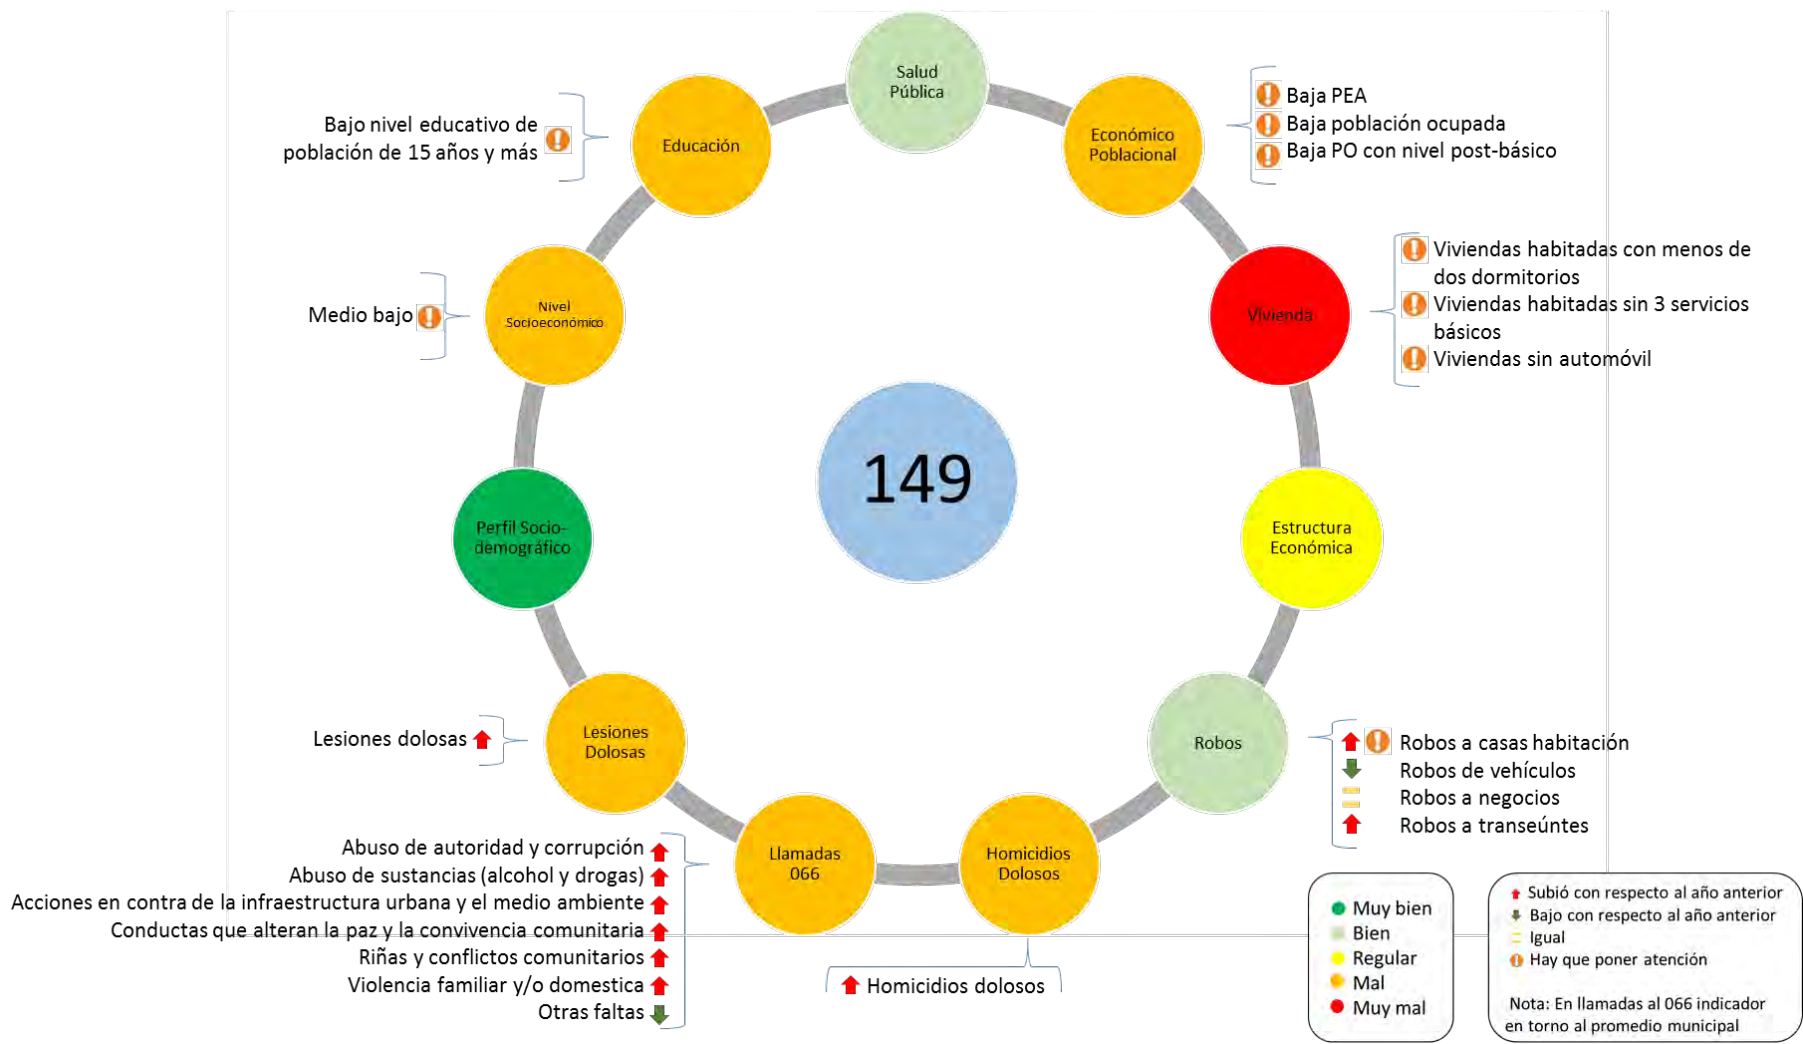 Salud
Pública
Educación
Económico
Poblacional
Bajo nivel educativo de
población de 15 años y más
Baja PEA
Baja población ocupada
Baja PO con nivel post-básico
Medio bajo
Nivel
Socioeconómico
Vivienda
Viviendas habitadas con menos de
dos dormitorios
Viviendas habitadas sin 3 servicios
básicos
Viviendas sin automóvil
149
Perfil Socio-
demográfico
Estructura
Económica
Lesiones dolosas
Lesiones
Dolosas
Robos
Robos a casas habitación
Robos de vehículos
Robos a negocios
Robos a transeúntes
Abuso de autoridad y corrupción
Abuso de sustancias (alcohol y drogas)
Acciones en contra de la infraestructura urbana y el medio ambiente
Conductas que alteran la paz y la convivencia comunitaria
Riñas y conflictos comunitarios
Violencia familiar y/o domestica
Otras faltas
Llamadas
066
Homicidios
Dolosos
Homicidios dolosos
Muy bien
Bien
Regular
Mal
Muy mal
Subió con respecto al año anterior
Bajo con respecto al año anterior
Igual
Hay que poner atención
Nota: En llamadas al 066 indicador
en torno al promedio municipal